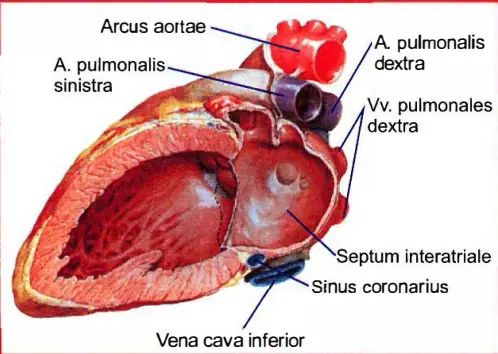 Arcus aortae
A. pulmonalis
sinistra
A. pulmonalis
dextra
Vv. pulmonales
dextra
Septum interatriale
Sinus coronarius
Vena cava inferior